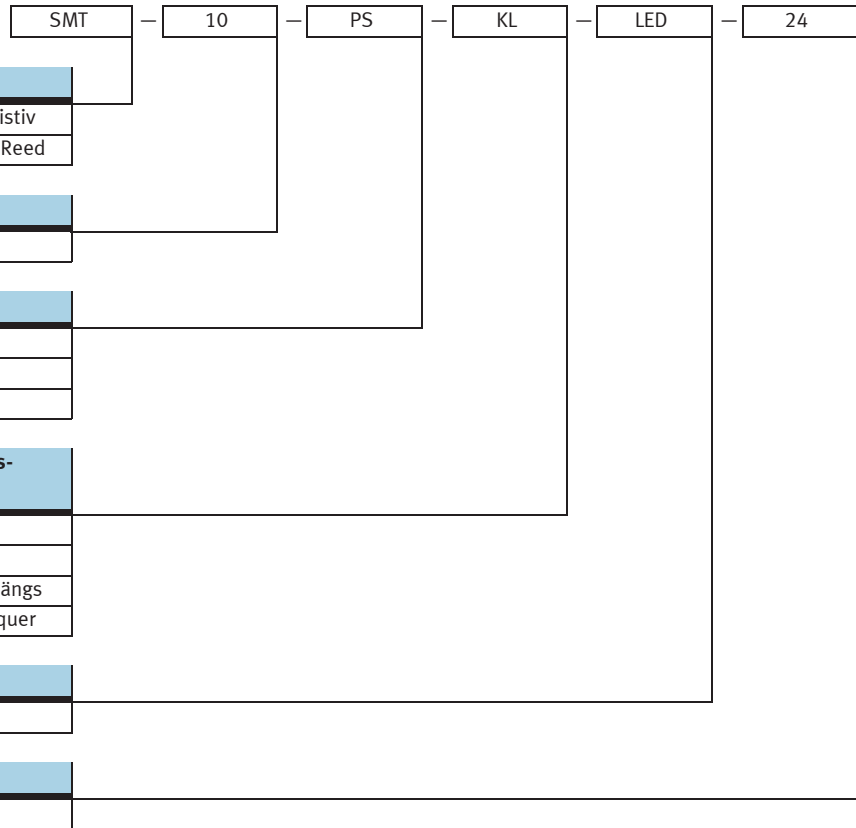 SMT – 10 – PS – KL – LED – 24
istiv
Reed
s-
ängs
quer